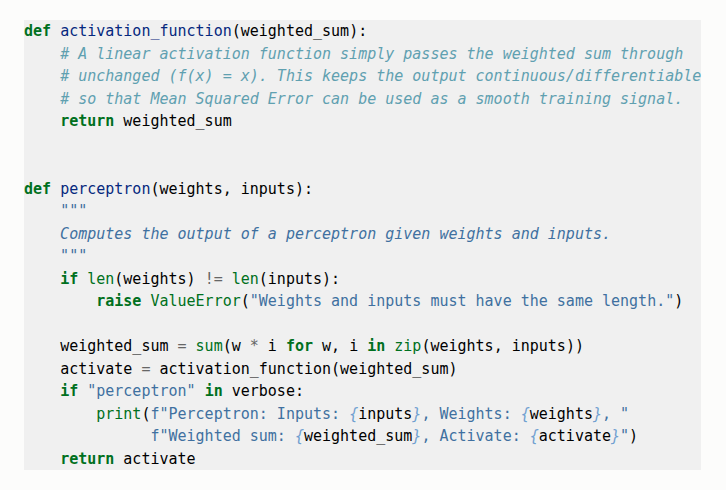 def activation_function(weighted_sum):
    # A linear activation function simply passes the weighted sum through
    # unchanged (f(x) = x). This keeps the output continuous/differentiable
    # so that Mean Squared Error can be used as a smooth training signal.
    return weighted_sum


def perceptron(weights, inputs):
    """
    Computes the output of a perceptron given weights and inputs.
    """
    if len(weights) != len(inputs):
        raise ValueError("Weights and inputs must have the same length.")

    weighted_sum = sum(w * i for w, i in zip(weights, inputs))
    activate = activation_function(weighted_sum)
    if "perceptron" in verbose:
        print(f"Perceptron: Inputs: {inputs}, Weights: {weights}, "
              f"Weighted sum: {weighted_sum}, Activate: {activate}")
    return activate